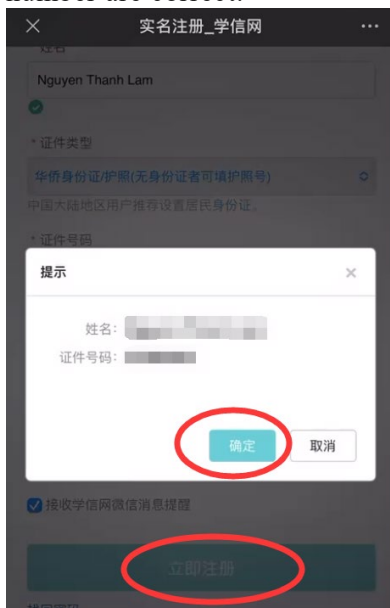 实名注册_学信网
Nguyen Thanh Lam
* 证件类型
华侨身份证/护照(无身份证者可填护照号)
中国大陆地区用户推荐设置居民身份证。
* 证件号码
提示
姓名:
证件号码:
确定
取消
接收学信网微信消息提醒
立即注册